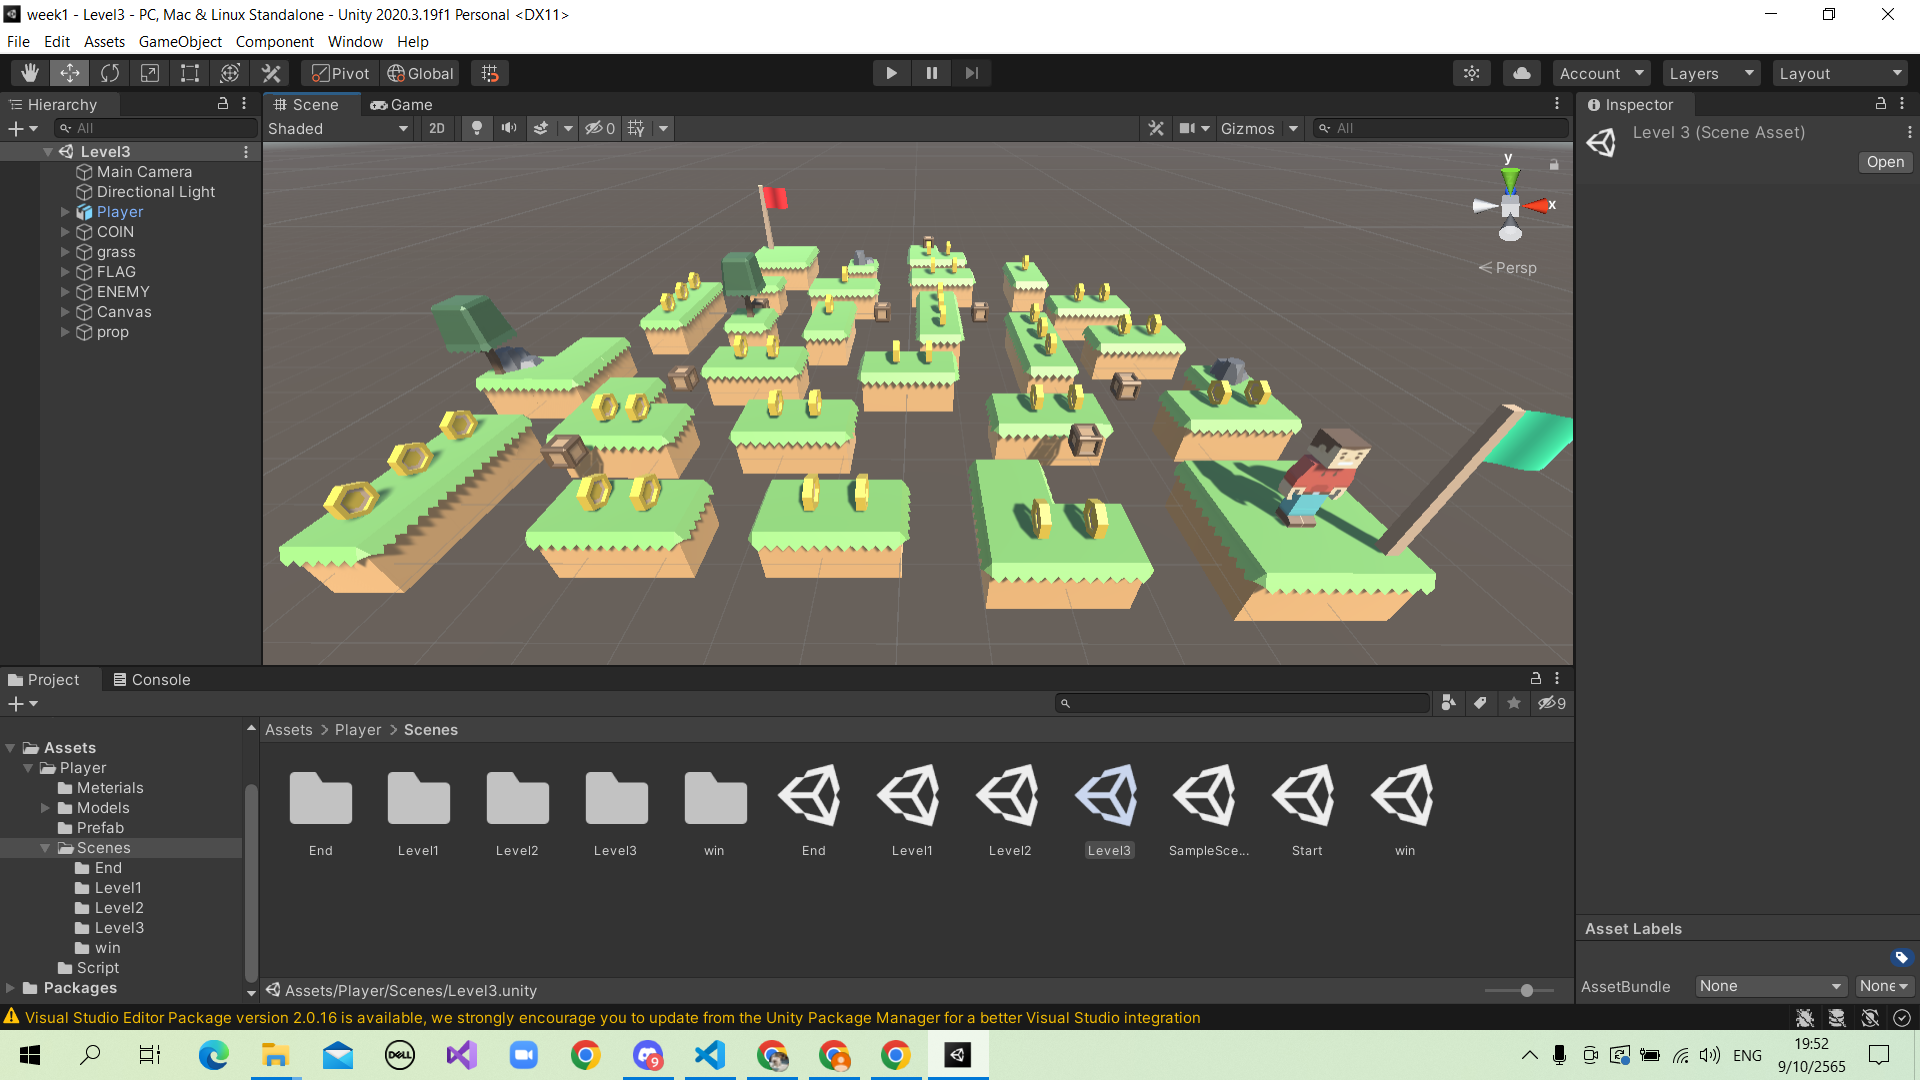 week1 - Level3 - PC, Mac & Linux Standalone - Unity 2020.3.19f1 Personal <DX11>
File Edit Assets GameObject Component Window Help
Pivot Global Account Layers Layout
Hierarchy
All
Level3
Main Camera
Directional Light
Player
COIN
grass
FLAG
ENEMY
Canvas
prop
Scene Game
Shaded 2D 0 Gizmos All
y
x
Persp
Inspector
Level 3 (Scene Asset)
Open
Project Console
9
Assets
Player
Meterials
Models
Prefab
Scenes
End
Level1
Level2
Level3
win
Script
Packages
Assets > Player > Scenes
End Level1 Level2 Level3 win End Level1 Level2 Level3 SampleSce... Start win
Assets/Player/Scenes/Level3.unity
Asset Labels
AssetBundle None None
Visual Studio Editor Package version 2.0.16 is available, we strongly encourage you to update from the Unity Package Manager for a better Visual Studio integration
DELL
9
ENG
19:52
9/10/2565